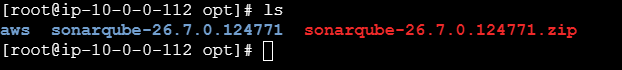 [root@ip-10-0-0-112 opt]# ls
aws  sonarqube-26.7.0.124771  sonarqube-26.7.0.124771.zip
[root@ip-10-0-0-112 opt]#